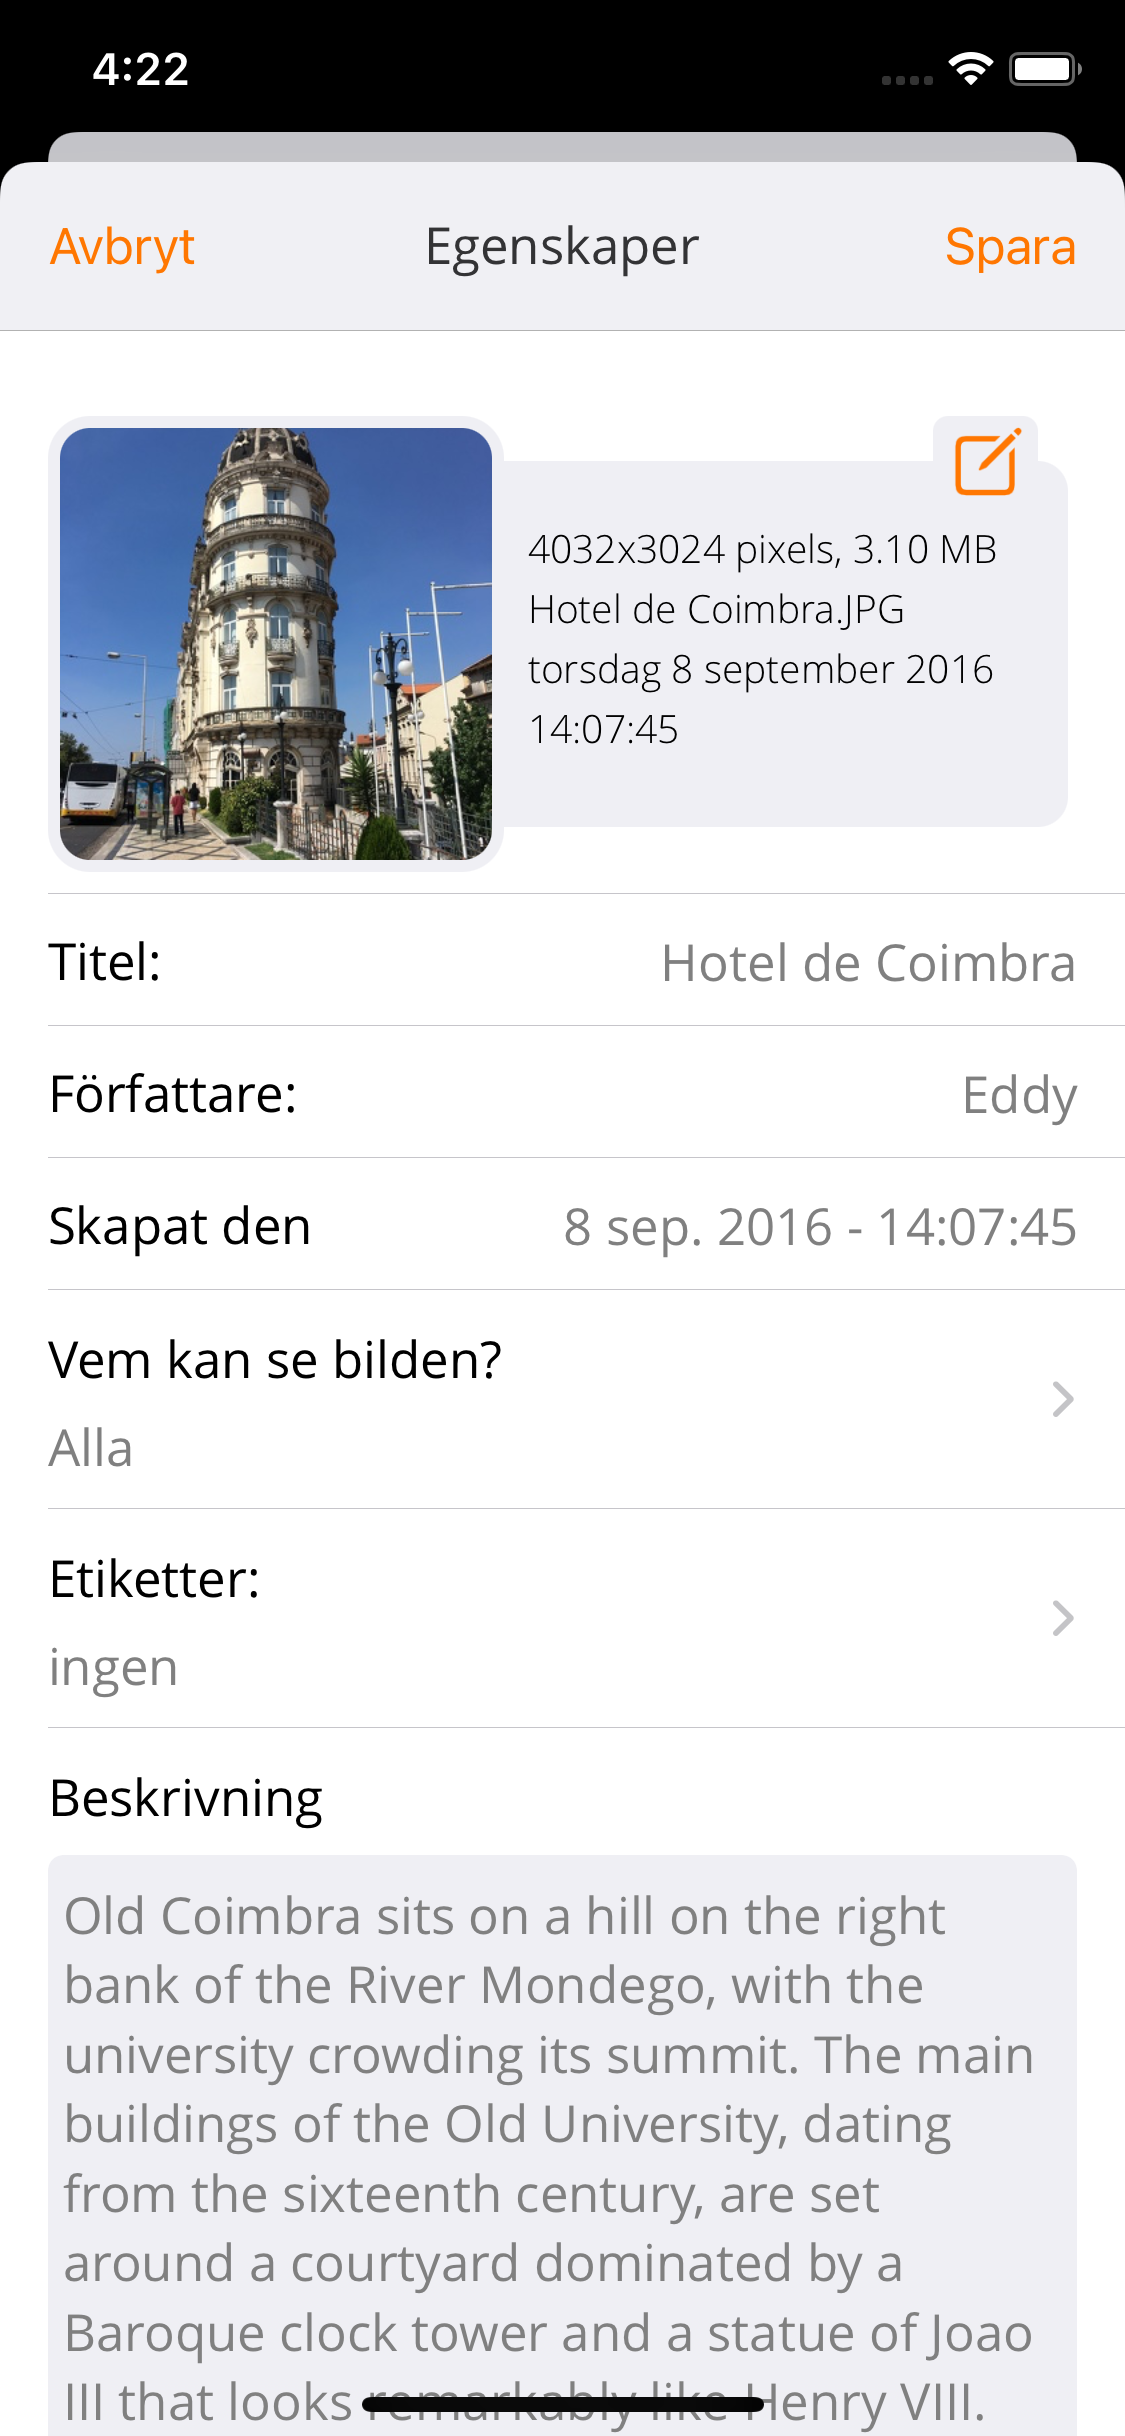 4:22
Avbryt
Egenskaper
Spara
4032x3024 pixels, 3.10 MB
Hotel de Coimbra.JPG
torsdag 8 september 2016
14:07:45
Titel:
Hotel de Coimbra
Författare:
Eddy
Skapat den
8 sep. 2016 - 14:07:45
Vem kan se bilden?
Alla
Etiketter:
ingen
Beskrivning
Old Coimbra sits on a hill on the right
bank of the River Mondego, with the
university crowding its summit. The main
buildings of the Old University, dating
from the sixteenth century, are set
around a courtyard dominated by a
Baroque clock tower and a statue of Joao
III that looks remarkably like Henry VIII.